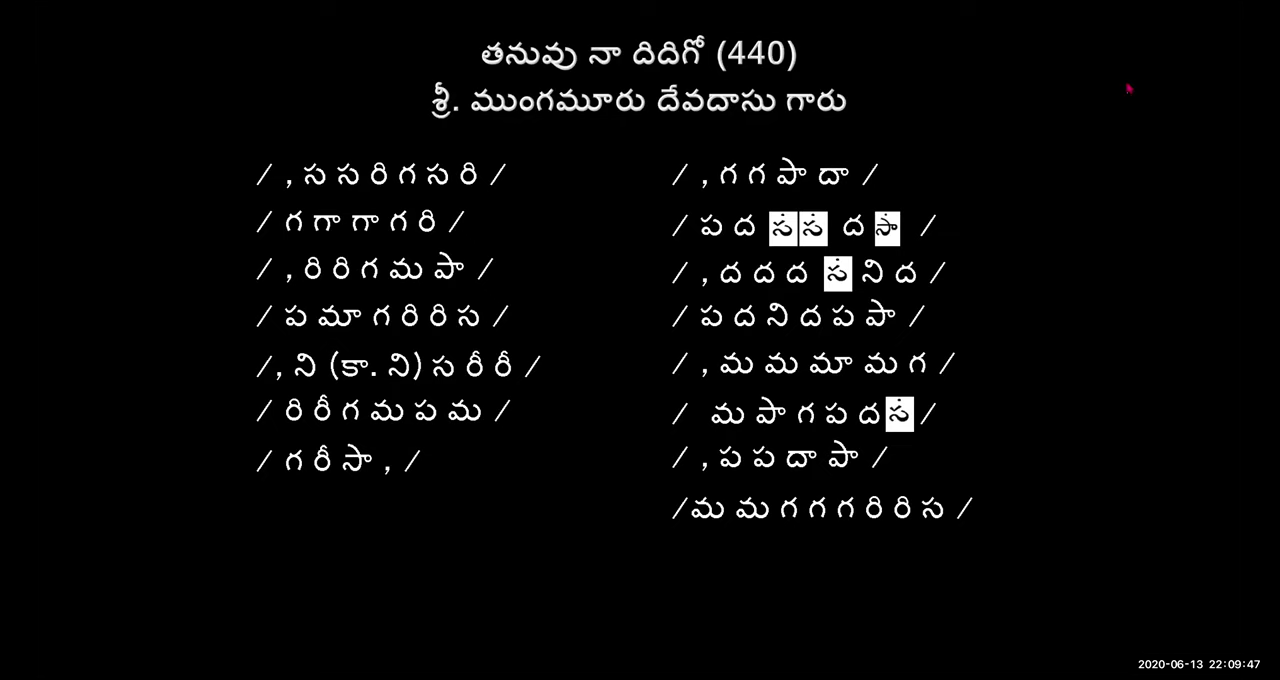 తనువు నా దిదిగో (440)
శ్రీ. ముంగమూరు దేవదాసు గారు
/ , స స రి గ స రి /
/ గ గా గా గ రి /
/ , రి రి గ మ పా /
/ ప మా గ రి రి స /
/, ని (కా. ని) స రీ రీ /
/ రి రీ గ మ ప మ /
/ గ రీ సా , /
/ , గ గ పా దా /
/ ప ద స̇ స̇ ద సా̇ /
/ , ద ద ద స̇ ని ద /
/ ప ద ని ద ప పా /
/ , మ మ మా మ గ /
/ మ పా గ ప ద స̇ /
/ , ప ప దా పా /
/మ మ గ గ గ రి రి స /
2020-06-13 22:09:47